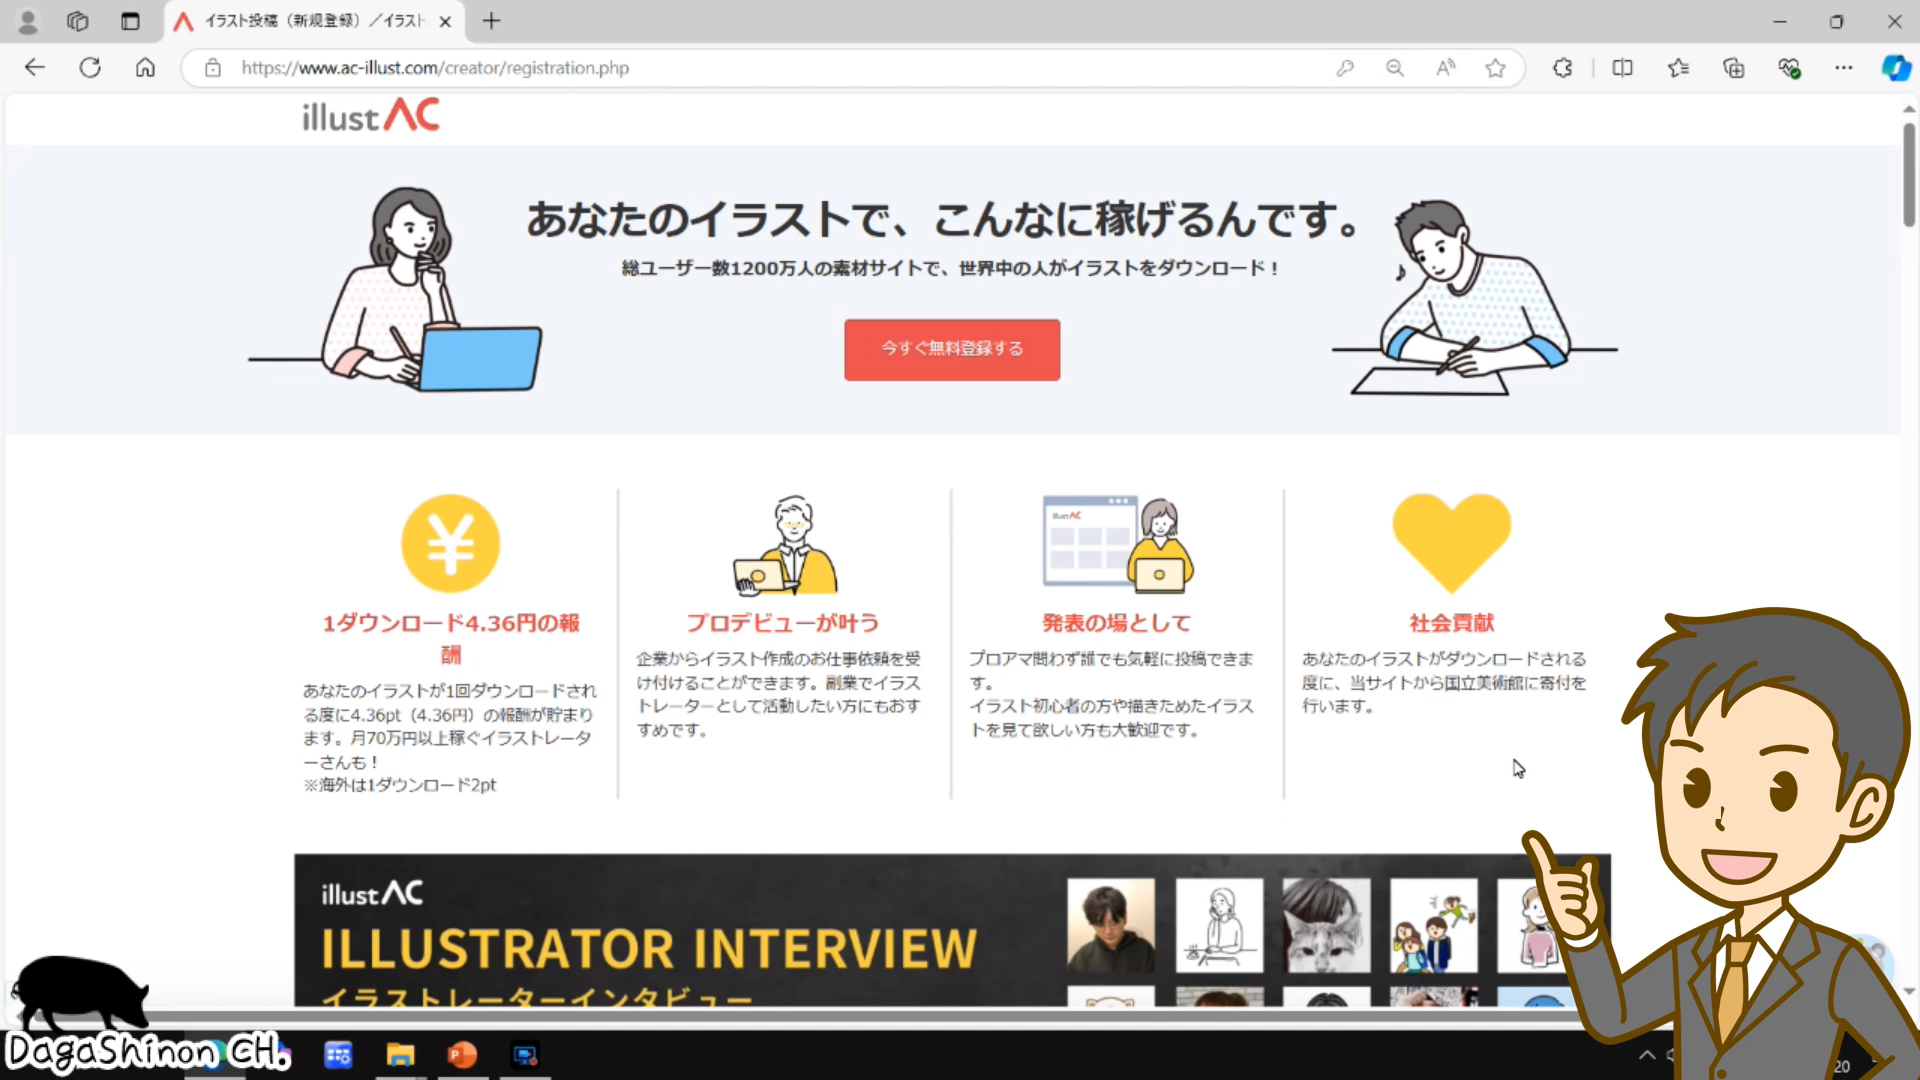 イラスト投稿（新規登録）／イラスト
https://www.ac-illust.com/creator/registration.php
illustAC
あなたのイラストで、こんなに稼げるんです。
総ユーザー数1200万人の素材サイトで、世界中の人がイラストをダウンロード！
今すぐ無料登録する
¥
illustAC
1ダウンロード4.36円の報
酬
あなたのイラストが1回ダウンロードされ
る度に4.36pt（4.36円）の報酬が貯まり
ます。月70万円以上稼ぐイラストレータ
ーさんも！
※海外は1ダウンロード2pt
プロデビューが叶う
企業からイラスト作成のお仕事依頼を受
け付けることができます。副業でイラス
トレーターとして活動したい方にもおす
すめです。
発表の場として
プロアマ問わず誰でも気軽に投稿できま
す。
イラスト初心者の方や描きためたイラス
トを見て欲しい方も大歓迎です。
社会貢献
あなたのイラストがダウンロードされる
度に、当サイトから国立美術館に寄付を
行います。
illustAC
ILLUSTRATOR INTERVIEW
イラストレーターインタビュー
DagaShinon CH.
20